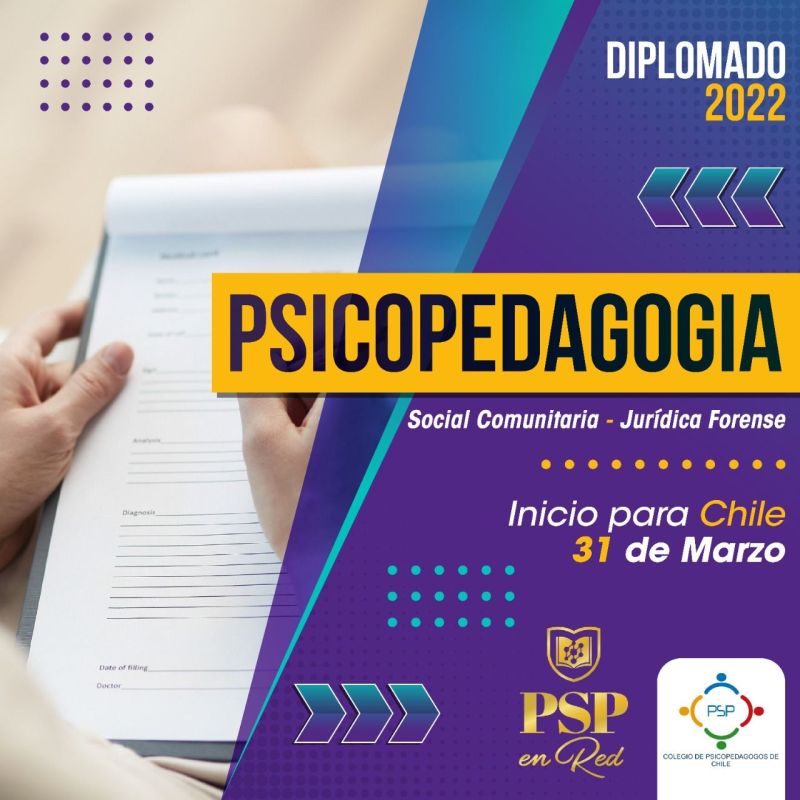 DIPLOMADO
2022
PSICOPEDAGOGIA
Social Comunitaria - Jurídica Forense
Inicio para Chile
31 de Marzo
Analysis
Diagnosis
Date of filling
Doctor
PSP
en Red
PSP
COLEGIO DE PSICOPEDAGOGOS DE
CHILE